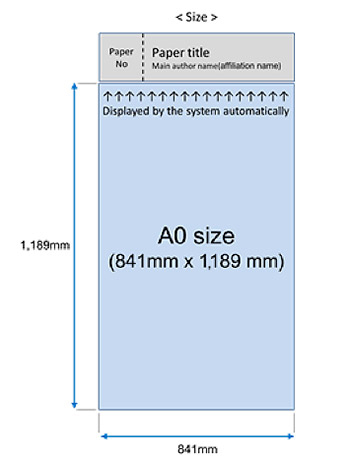 < Size >
Paper No
Paper title
Main author name(affiliation name)
↑↑↑↑↑↑↑↑↑↑↑↑↑↑↑↑↑
Displayed by the system automatically
1,189mm
A0 size
(841mm x 1,189 mm)
841mm